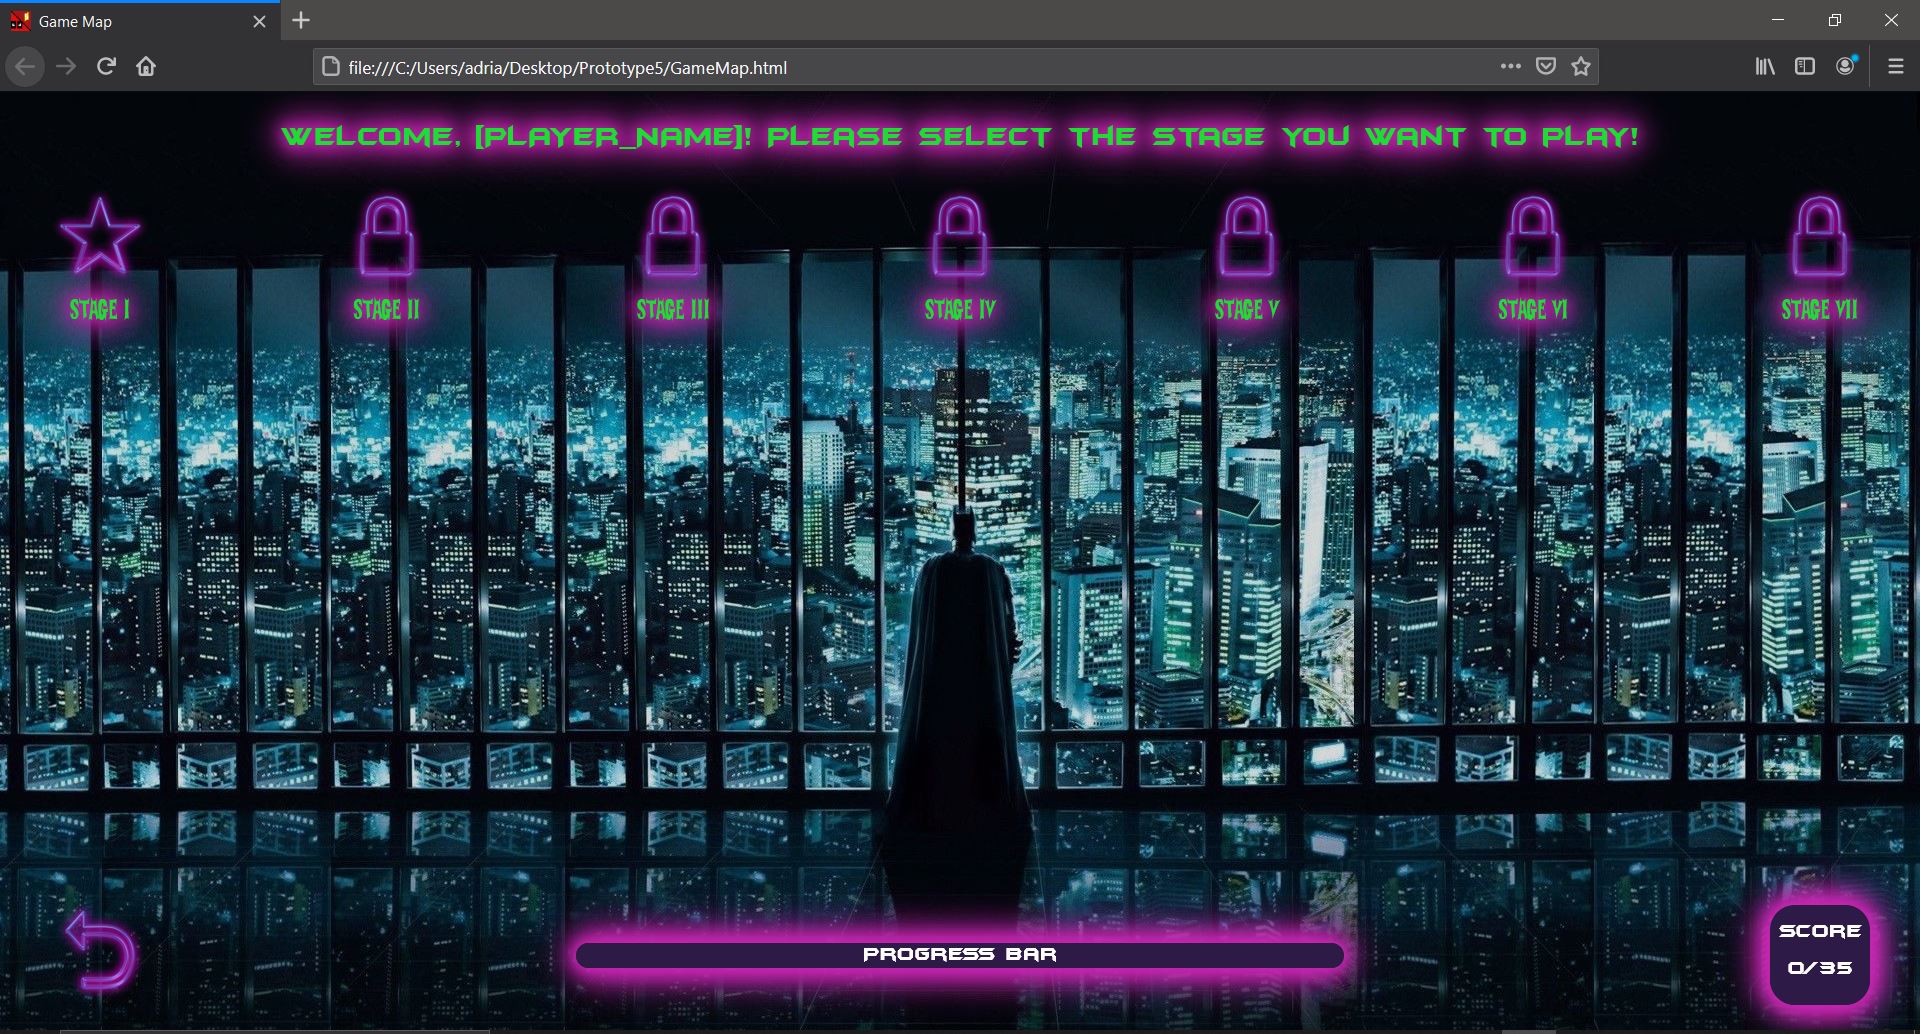 Game Map
file:///C:/Users/adria/Desktop/Prototype5/GameMap.html
WELCOME, [PLAYER_NAME]! PLEASE SELECT THE STAGE YOU WANT TO PLAY!
STAGE I
STAGE II
STAGE III
STAGE IV
STAGE V
STAGE VI
STAGE VII
PROGRESS BAR
SCORE
0/35